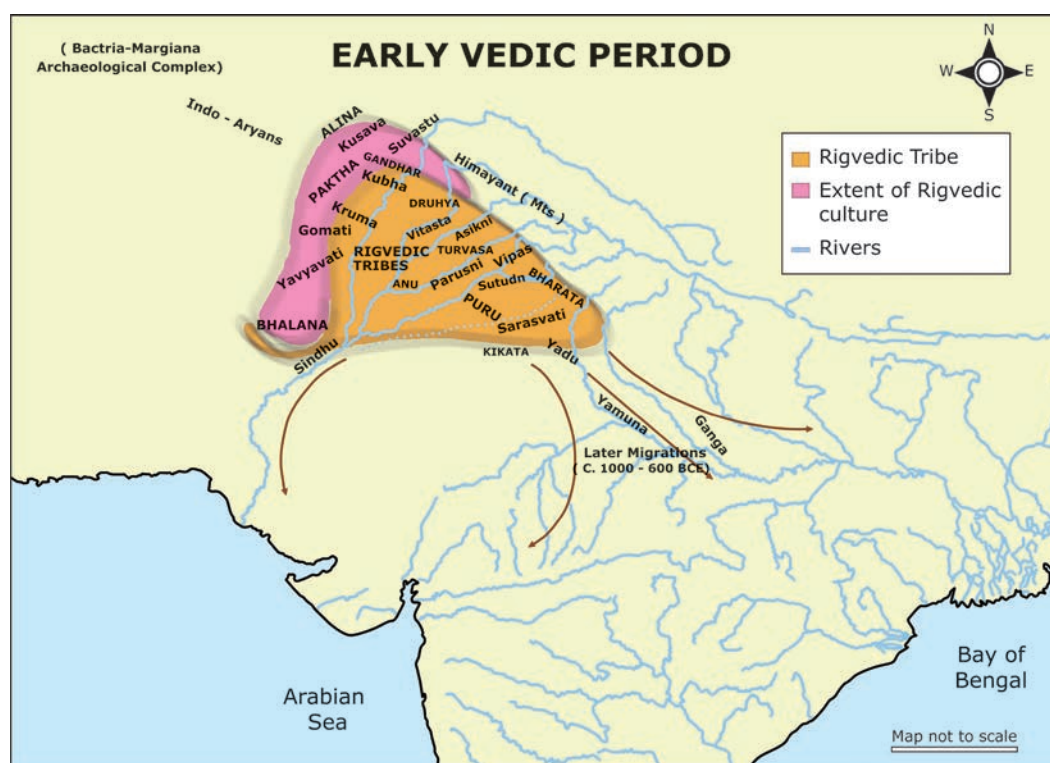 ( Bactria-Margiana
Archaeological Complex)
EARLY VEDIC PERIOD
N
W
E
S
Indo - Aryans
ALINA
Kusava
Suvastu
PAKTHA
GANDHAR
Kubha
Himayant ( Mts )
DRUHYA
Kruma
Vitasta
Asikni
Gomati
RIGVEDIC
TRIBES
TURVASA
Vipas
Yavyavati
ANU
Parusni
Sutudn
BHARATA
PURU
Sarasvati
BHALANA
Sindhu
KIKATA
Yadu
Yamuna
Ganga
Later Migrations
( C. 1000 - 600 BCE)
Rigvedic Tribe
Extent of Rigvedic
culture
Rivers
Arabian
Sea
Bay of
Bengal
Map not to scale